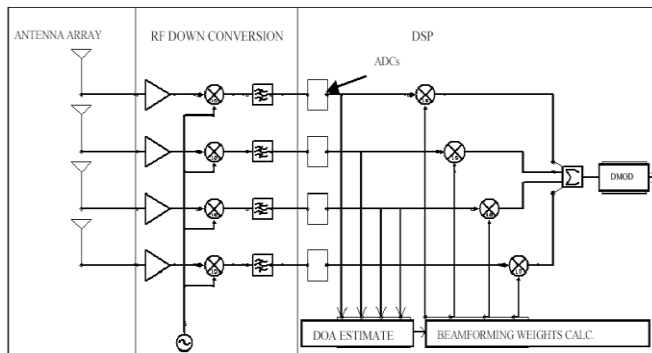 ANTENNA ARRAY
RF DOWN CONVERSION
DSP
ADCs
Σ
DMOD
DOA ESTIMATE
BEAMFORMING WEIGHTS CALC.